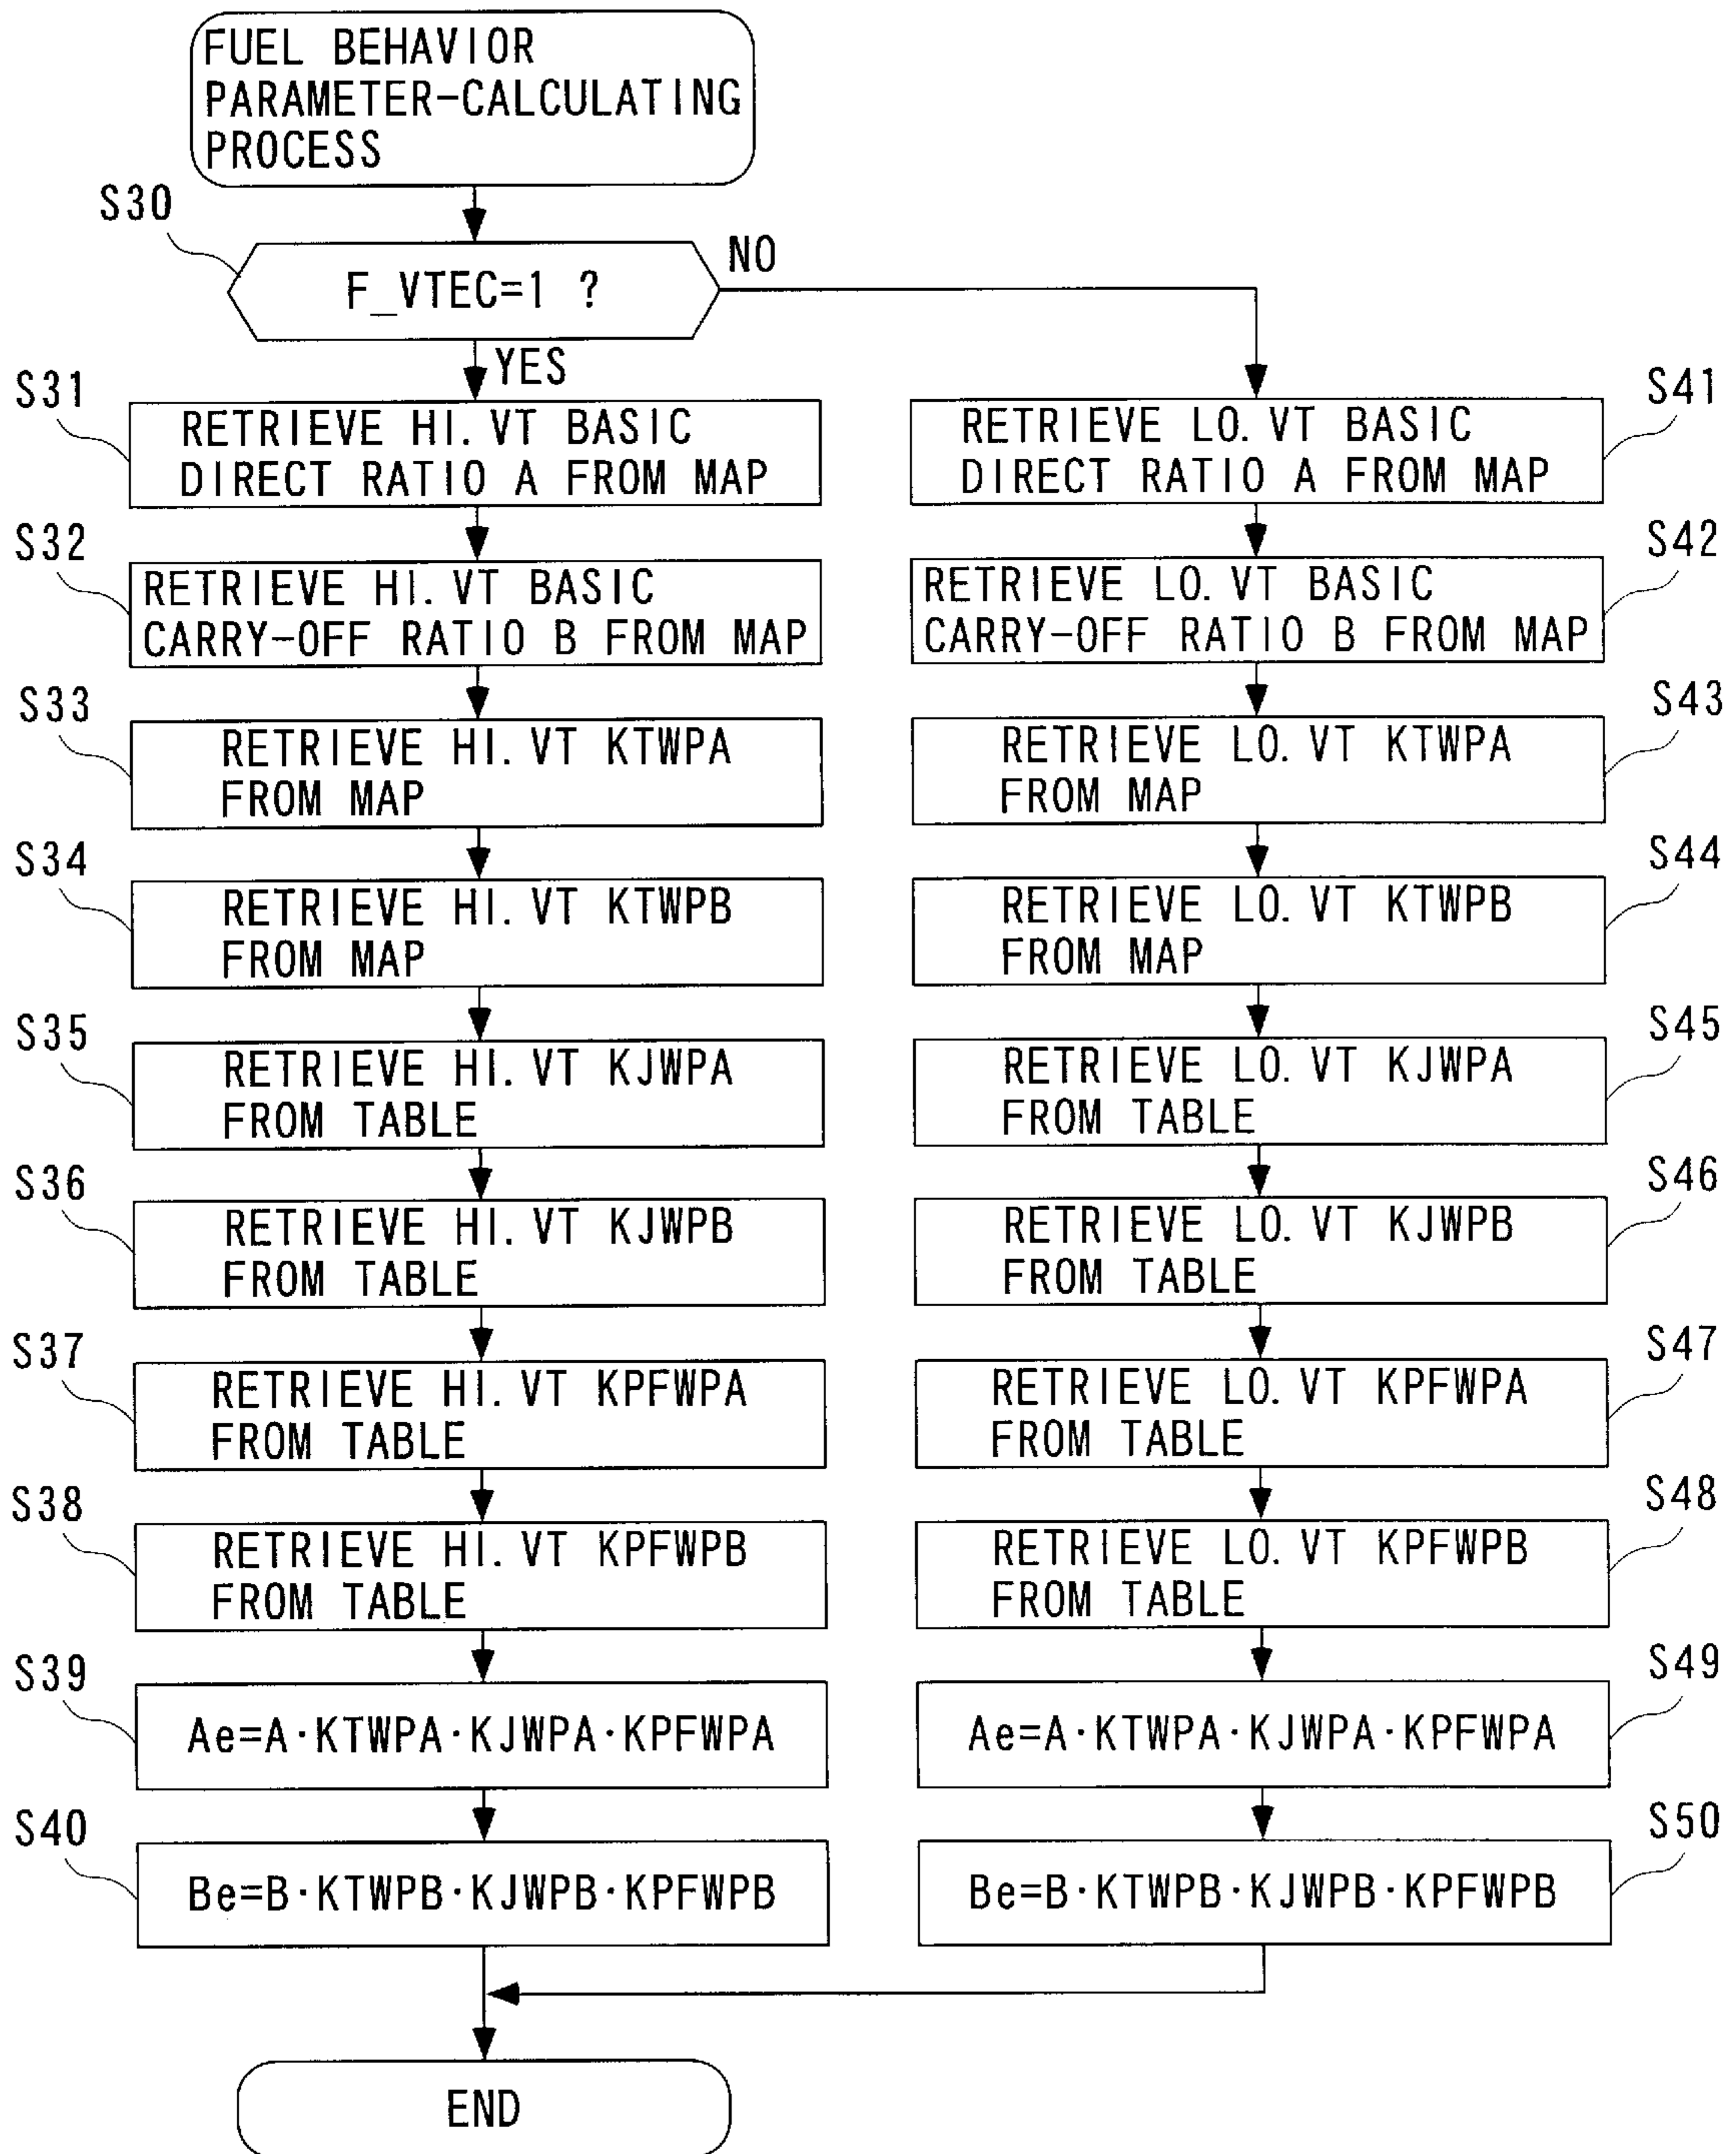 FUEL BEHAVIOR
PARAMETER-CALCULATING
PROCESS
S30
F_VTEC=1 ?
NO
YES
S31
RETRIEVE HI. VT BASIC
DIRECT RATIO A FROM MAP
S32
RETRIEVE HI. VT BASIC
CARRY-OFF RATIO B FROM MAP
S33
RETRIEVE HI. VT KTWPA
FROM MAP
S34
RETRIEVE HI. VT KTWPB
FROM MAP
S35
RETRIEVE HI. VT KJWPA
FROM TABLE
S36
RETRIEVE HI. VT KJWPB
FROM TABLE
S37
RETRIEVE HI. VT KPFWPA
FROM TABLE
S38
RETRIEVE HI. VT KPFWPB
FROM TABLE
S39
Ae=A·KTWPA·KJWPA·KPFWPA
S40
Be=B·KTWPB·KJWPB·KPFWPB
S41
RETRIEVE LO. VT BASIC
DIRECT RATIO A FROM MAP
S42
RETRIEVE LO. VT BASIC
CARRY-OFF RATIO B FROM MAP
S43
RETRIEVE LO. VT KTWPA
FROM MAP
S44
RETRIEVE LO. VT KTWPB
FROM MAP
S45
RETRIEVE LO. VT KJWPA
FROM TABLE
S46
RETRIEVE LO. VT KJWPB
FROM TABLE
S47
RETRIEVE LO. VT KPFWPA
FROM TABLE
S48
RETRIEVE LO. VT KPFWPB
FROM TABLE
S49
Ae=A·KTWPA·KJWPA·KPFWPA
S50
Be=B·KTWPB·KJWPB·KPFWPB
END